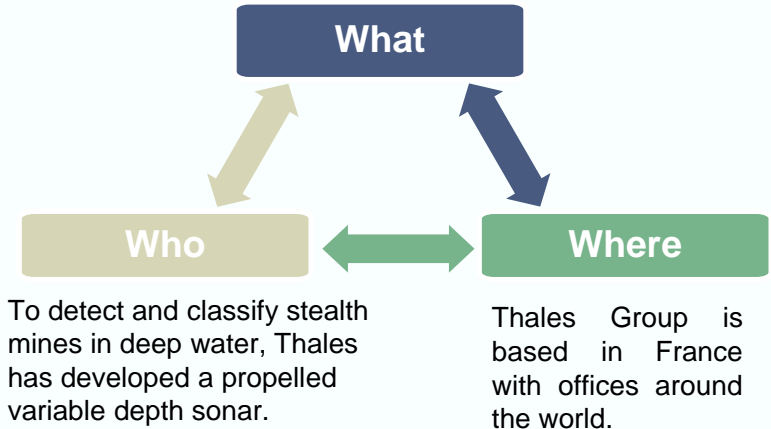 What
Who
Where
To detect and classify stealth
mines in deep water, Thales
has developed a propelled
variable depth sonar.
Thales Group is
based in France
with offices around
the world.